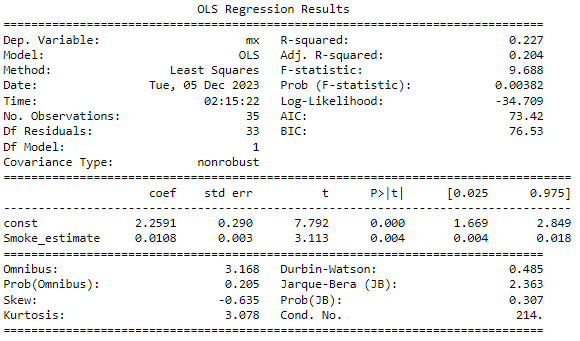 OLS Regression Results
==============================================================================
Dep. Variable: mx R-squared: 0.227
Model: OLS Adj. R-squared: 0.204
Method: Least Squares F-statistic: 9.688
Date: Tue, 05 Dec 2023 Prob (F-statistic): 0.00382
Time: 02:15:22 Log-Likelihood: -34.709
No. Observations: 35 AIC: 73.42
Df Residuals: 33 BIC: 76.53
Df Model: 1
Covariance Type: nonrobust
==================================================================================
coef std err t P>|t| [0.025 0.975]
----------------------------------------------------------------------------------
const 2.2591 0.290 7.792 0.000 1.669 2.849
Smoke_estimate 0.0108 0.003 3.113 0.004 0.004 0.018
==============================================================================
Omnibus: 3.168 Durbin-Watson: 0.485
Prob(Omnibus): 0.205 Jarque-Bera (JB): 2.363
Skew: -0.635 Prob(JB): 0.307
Kurtosis: 3.078 Cond. No. 214.
==============================================================================